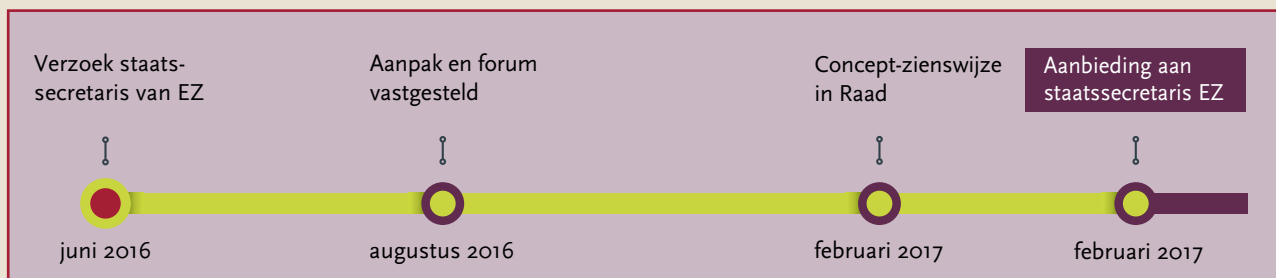 Verzoek staats-
secretaris van EZ
Aanpak en forum
vastgesteld
Concept-zienswijze
in Raad
Aanbieding aan
staatssecretaris EZ
juni 2016
augustus 2016
februari 2017
februari 2017